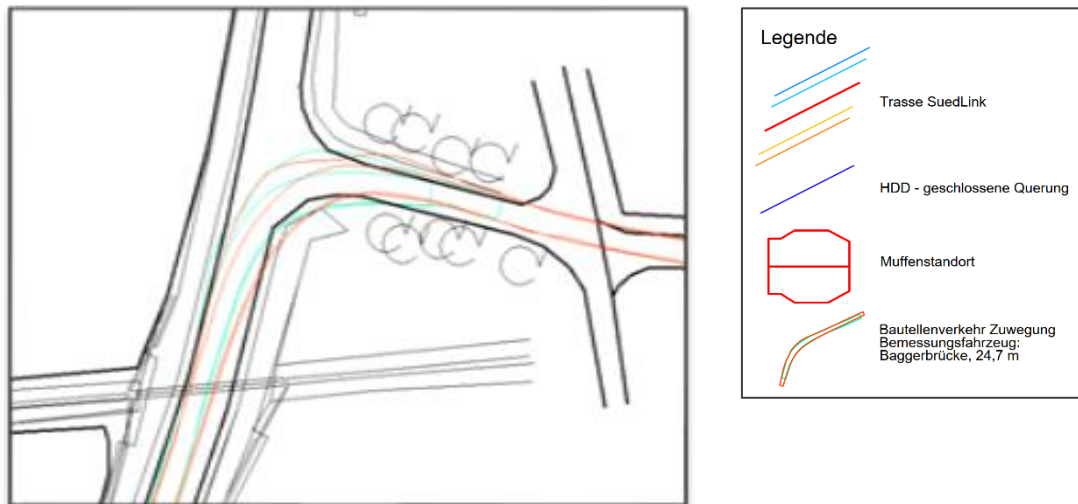 Legende
Trasse SuedLink
HDD - geschlossene Querung
Muffenstandort
Bautellenverkehr Zuwegung
Bemessungsfahrzeug:
Baggerbrücke, 24,7 m